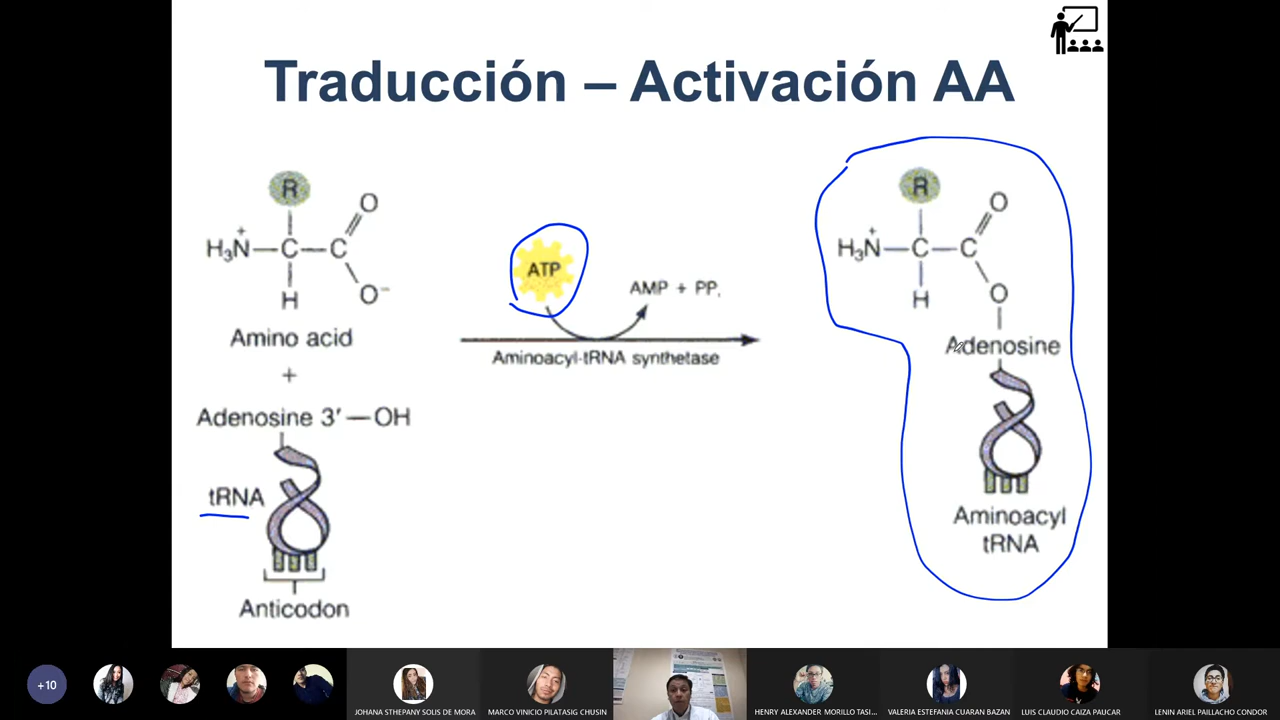 Traducción – Activación AA
R
H₃N⁺—C—C
O
O⁻
H
Amino acid
+
Adenosine 3′—OH
tRNA
Anticodon
ATP
AMP + PPᵢ
Aminoacyl-tRNA synthetase
R
H₃N⁺—C—C
O
O
H
Adenosine
Aminoacyl
tRNA
+10
JOHANA STHEPANY SOLIS DE MORA
MARCO VINICIO PILATASIG CHUSIN
HENRY ALEXANDER MORILLO TASI...
VALERIA ESTEFANIA CUARAN BAZAN
LUIS CLAUDIO CAIZA PAUCAR
LENIN ARIEL PAILLACHO CONDOR